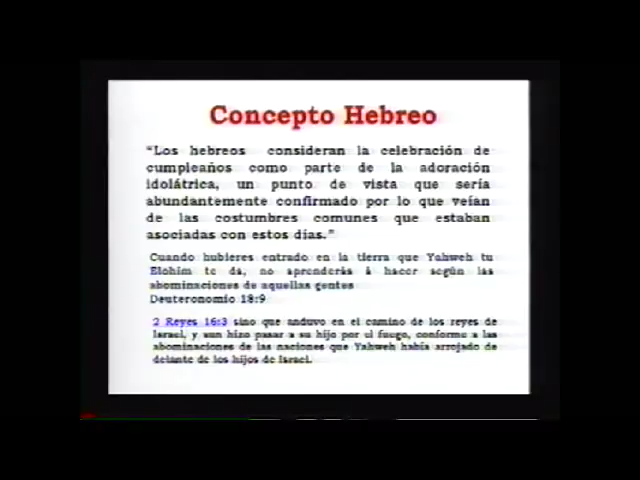 Concepto Hebreo
"Los hebreos consideran la celebración de
cumpleaños como parte de la adoración
idolátrica, un punto de vista que sería
abundantemente confirmado por lo que veían
de las costumbres comunes que estaban
asociadas con estos días."
Cuando hubieres entrado en la tierra que Yahweh tu
Elohim te da, no aprenderás á hacer según las
abominaciones de aquellas gentes
Deuteronomio 18:9
2 Reyes 16:3 sino que anduvo en el camino de los reyes de
Israel, y aun hizo pasar a su hijo por el fuego, conforme a las
abominaciones de las naciones que Yahweh había arrojado de
delante de los hijos de Israel.